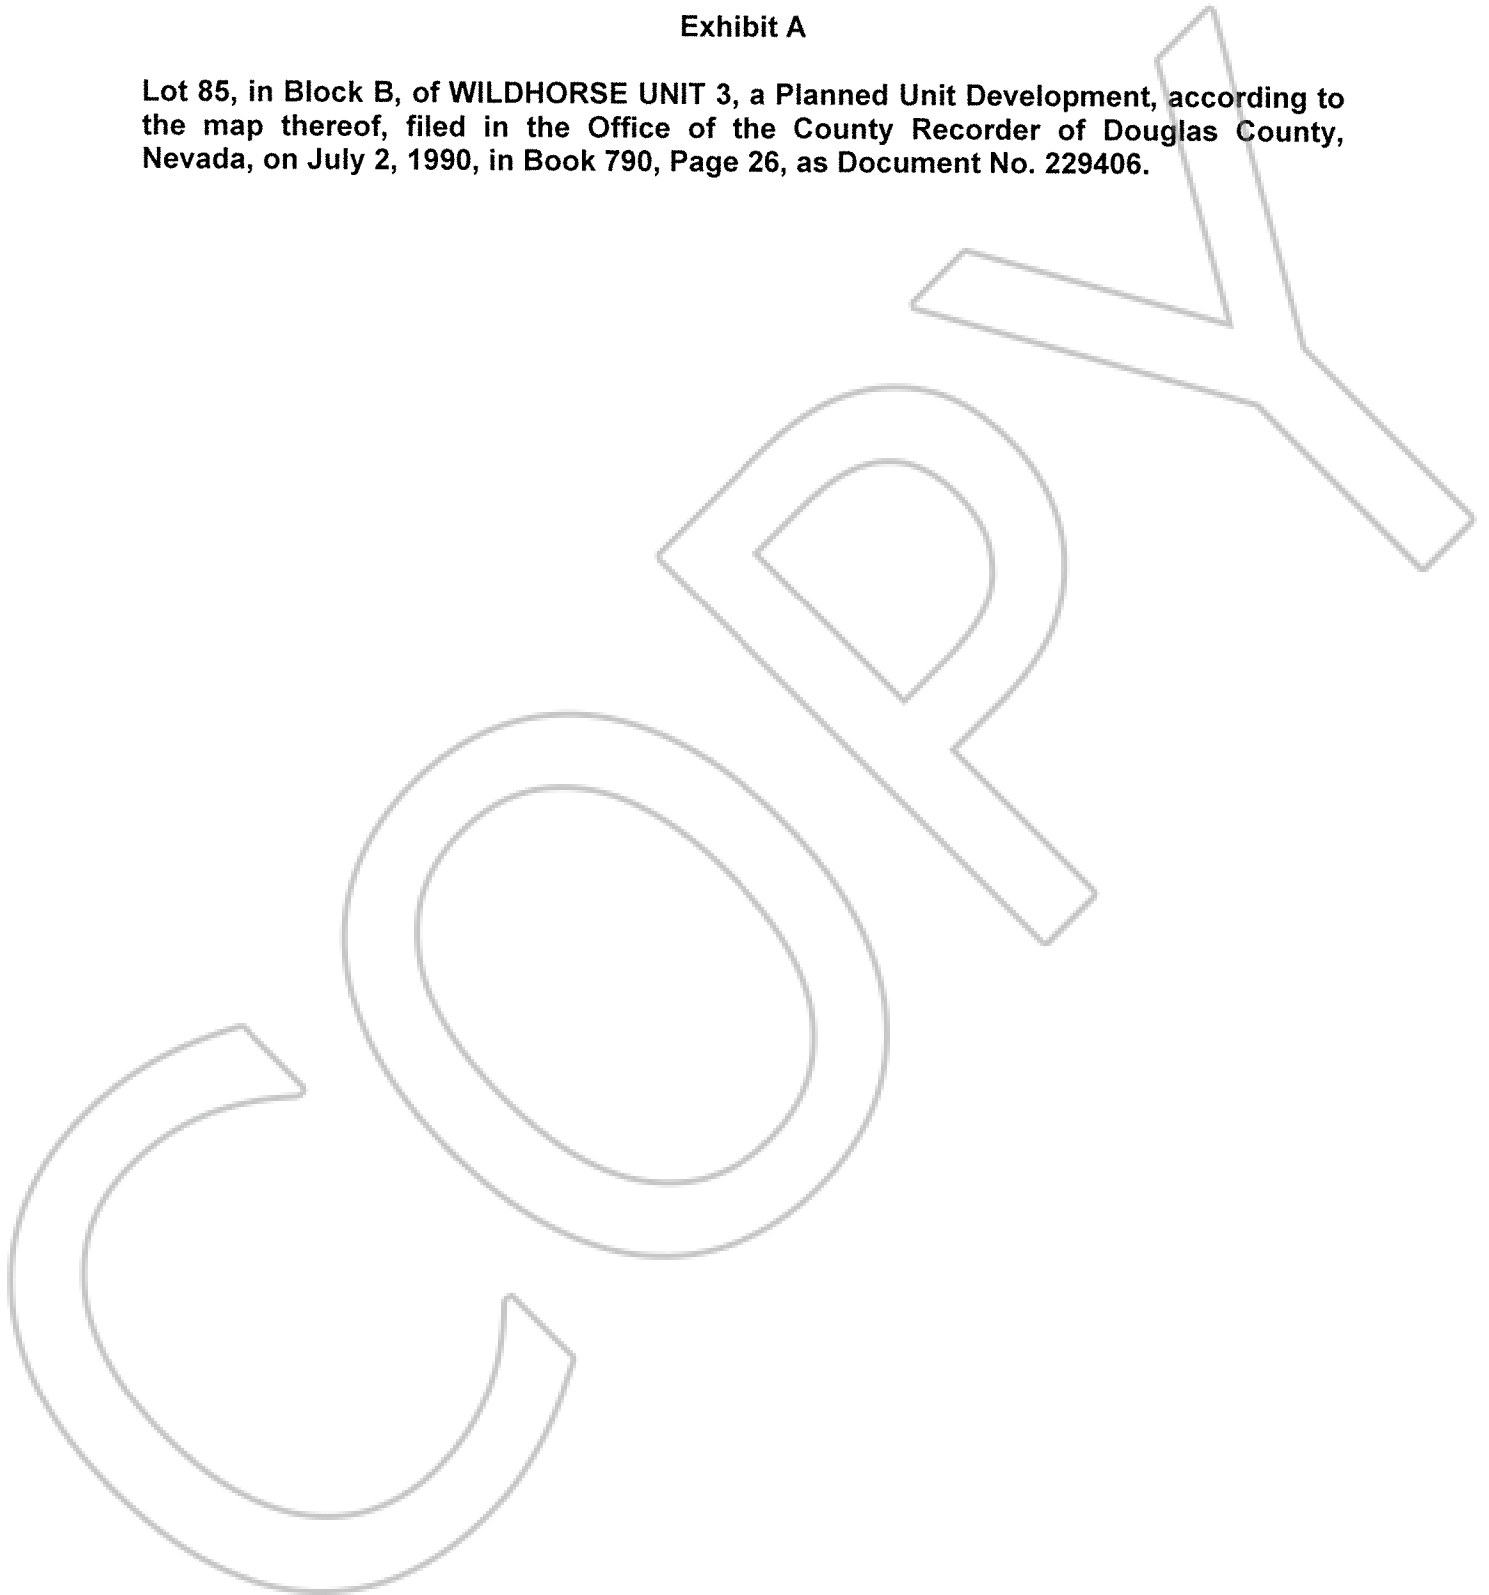 Exhibit A
Lot 85, in Block B, of WILDHORSE UNIT 3, a Planned Unit Development, according to
the map thereof, filed in the Office of the County Recorder of Douglas County,
Nevada, on July 2, 1990, in Book 790, Page 26, as Document No. 229406.
COPY